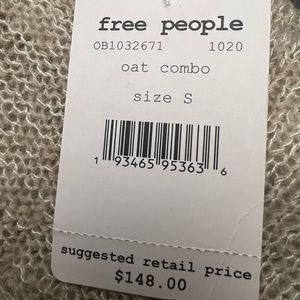 free people
OB1032671 1020
oat combo
size S
1 93465 95363 6
suggested retail price
$148.00